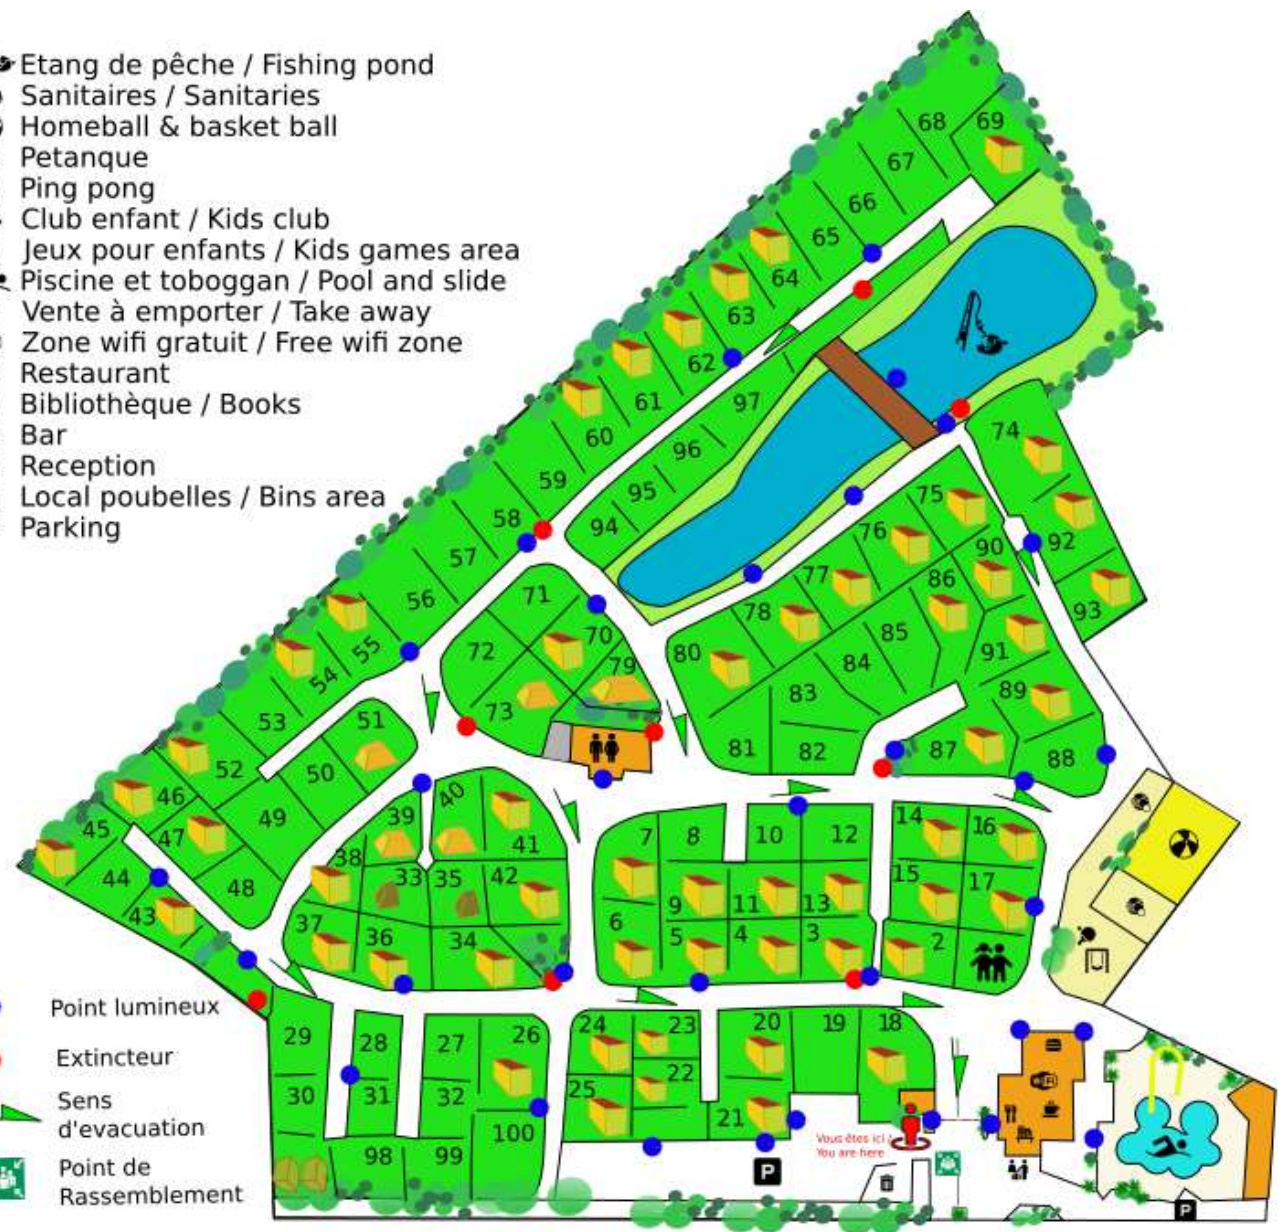 Etang de pêche / Fishing pond
Sanitaires / Sanitaries
Homeball & basket ball
Petanque
Ping pong
Club enfant / Kids club
Jeux pour enfants / Kids games area
Piscine et toboggan / Pool and slide
Vente à emporter / Take away
Zone wifi gratuit / Free wifi zone
Restaurant
Bibliothèque / Books
Bar
Reception
Local poubelles / Bins area
Parking
68 69
67
66
65
64
63
62
61
60
59
58
57
56
55
54
53
52
51
50
49
48
47
46
45
44
43
97
96
95
94
74
75
76
77
78
80
90
92
93
86
85
84
83
91
89
88
87
82
81
71
70
72
79
73
40
39
41
38
33 35 42
37
36
34
7 8 10 12 14 16
15 17
9 11 13
6
5 4 3 2
29 28 27 26
30 31 32
100
98 99
24 23 20 19 18
25 22
21
Point lumineux
Extincteur
Sens
d'evacuation
Point de
Rassemblement
Vous êtes ici /
You are here
P
P